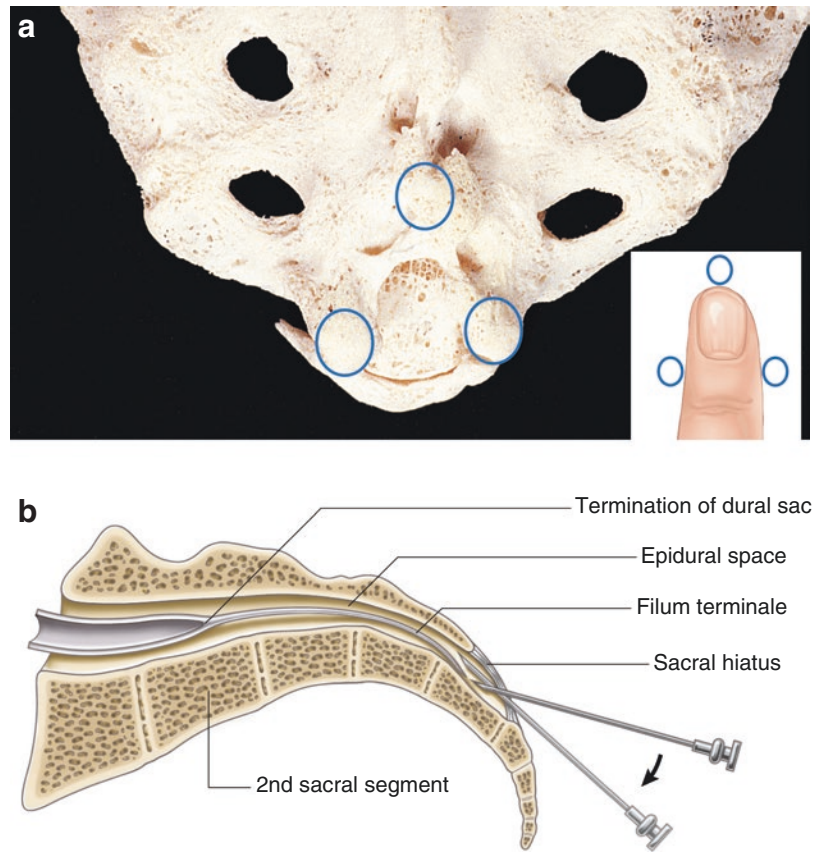 a
b
Termination of dural sac
Epidural space
Filum terminale
Sacral hiatus
2nd sacral segment